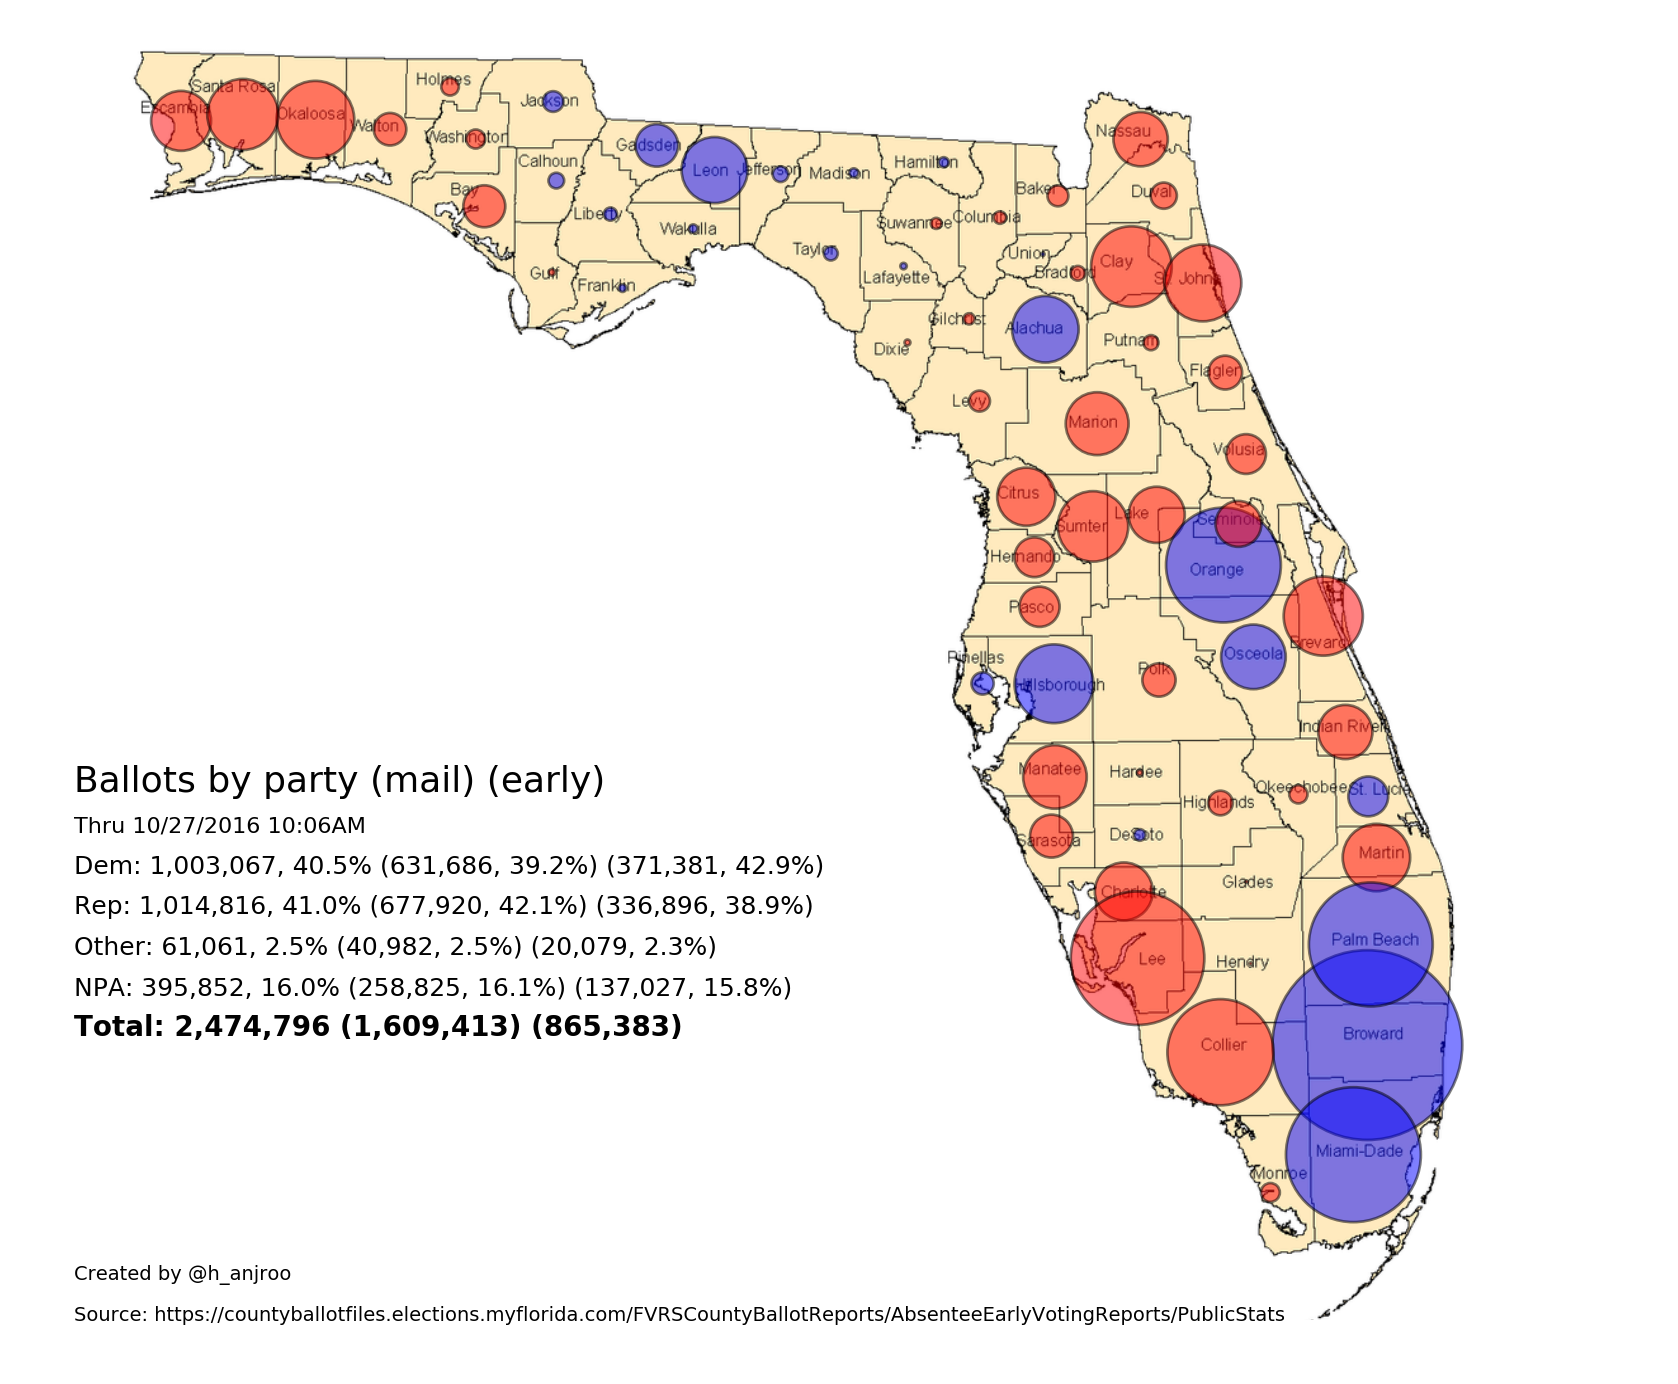 Holmes
Santa Rosa
Escambia
Okaloosa
Walton
Washington
Jackson
Gadsden
Leon
Jefferson
Madison
Hamilton
Nassau
Calhoun
Bay
Liberty
Wakulla
Taylor
Suwannee
Columbia
Baker
Duval
Gulf
Franklin
Lafayette
Union
Bradford
Clay
St. Johns
Gilchrist
Alachua
Dixie
Putnam
Flagler
Levy
Marion
Volusia
Citrus
Sumter
Lake
Seminole
Hernando
Orange
Pasco
Brevard
Pinellas
Hillsborough
Polk
Osceola
Indian River
Manatee
Hardee
Highlands
Okeechobee
St. Lucie
Sarasota
DeSoto
Martin
Charlotte
Glades
Palm Beach
Lee
Hendry
Collier
Broward
Miami-Dade
Monroe
Ballots by party (mail) (early)
Thru 10/27/2016 10:06AM
Dem: 1,003,067, 40.5% (631,686, 39.2%) (371,381, 42.9%)
Rep: 1,014,816, 41.0% (677,920, 42.1%) (336,896, 38.9%)
Other: 61,061, 2.5% (40,982, 2.5%) (20,079, 2.3%)
NPA: 395,852, 16.0% (258,825, 16.1%) (137,027, 15.8%)
Total: 2,474,796 (1,609,413) (865,383)
Created by @h_anjroo
Source: https://countyballotfiles.elections.myflorida.com/FVRSCountyBallotReports/AbsenteeEarlyVotingReports/PublicStats